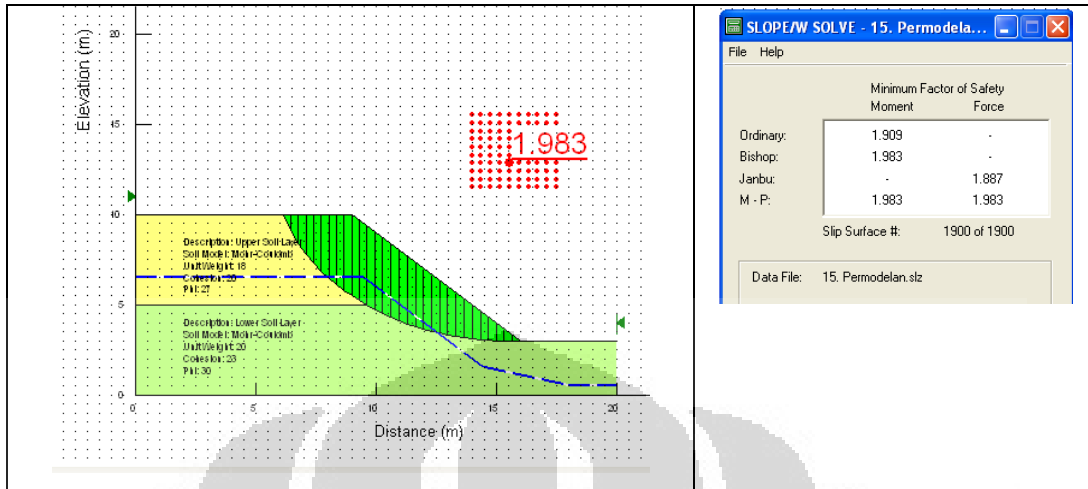 Elevation (m)
20
15
10
5
0
1.983
Description: Upper Soil Layer
Soil Model: Mohr-Coulomb
Unit Weight: 18
Cohesion: 20
Phi: 27
Description: Lower Soil Layer
Soil Model: Mohr-Coulomb
Unit Weight: 20
Cohesion: 23
Phi: 30
0 5 10 15 20
Distance (m)
SLOPE/W SOLVE - 15. Permodela...
File Help
Minimum Factor of Safety
Moment Force
Ordinary: 1.909 -
Bishop: 1.983 -
Janbu: - 1.887
M - P: 1.983 1.983
Slip Surface #: 1900 of 1900
Data File: 15. Permodelan.slz